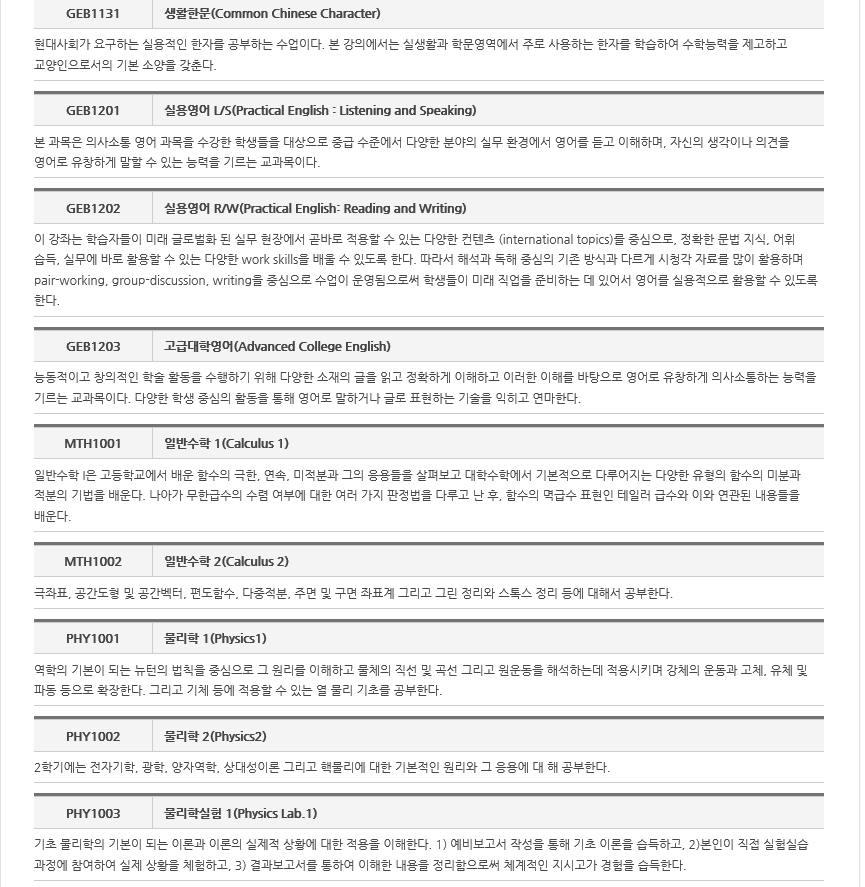 GEB1131 생활한문(Common Chinese Character)
현대사회가 요구하는 실용적인 한자를 공부하는 수업이다. 본 강의에서는 실생활과 학문영역에서 주로 사용하는 한자를 학습하여 수학능력을 제고하고
교양인으로서의 기본 소양을 갖춘다.
GEB1201 실용영어 L/S(Practical English : Listening and Speaking)
본 과목은 의사소통 영어 과목을 수강한 학생들을 대상으로 중급 수준에서 다양한 분야의 실무 환경에서 영어를 듣고 이해하며, 자신의 생각이나 의견을
영어로 유창하게 말할 수 있는 능력을 기르는 교과목이다.
GEB1202 실용영어 R/W(Practical English: Reading and Writing)
이 강좌는 학습자들이 미래 글로벌화 된 실무 현장에서 곧바로 적용할 수 있는 다양한 컨텐츠 (international topics)를 중심으로, 정확한 문법 지식, 어휘
습득, 실무에 바로 활용할 수 있는 다양한 work skills을 배울 수 있도록 한다. 따라서 해석과 독해 중심의 기존 방식과 다르게 시청각 자료를 많이 활용하며
pair-working, group-discussion, writing을 중심으로 수업이 운영됨으로써 학생들이 미래 직업을 준비하는 데 있어서 영어를 실용적으로 활용할 수 있도록
한다.
GEB1203 고급대학영어(Advanced College English)
능동적이고 창의적인 학술 활동을 수행하기 위해 다양한 소재의 글을 읽고 정확하게 이해하고 이러한 이해를 바탕으로 영어로 유창하게 의사소통하는 능력을
기르는 교과목이다. 다양한 학생 중심의 활동을 통해 영어로 말하거나 글로 표현하는 기술을 익히고 연마한다.
MTH1001 일반수학 1(Calculus 1)
일반수학 I은 고등학교에서 배운 함수의 극한, 연속, 미적분과 그의 응용들을 살펴보고 대학수학에서 기본적으로 다루어지는 다양한 유형의 함수의 미분과
적분의 기법을 배운다. 나아가 무한급수의 수렴 여부에 대한 여러 가지 판정법을 다루고 난 후, 함수의 멱급수 표현인 테일러 급수와 이와 연관된 내용들을
배운다.
MTH1002 일반수학 2(Calculus 2)
극좌표, 공간도형 및 공간벡터, 편도함수, 다중적분, 주면 및 구면 좌표계 그리고 그린 정리와 스톡스 정리 등에 대해서 공부한다.
PHY1001 물리학 1(Physics1)
역학의 기본이 되는 뉴턴의 법칙을 중심으로 그 원리를 이해하고 물체의 직선 및 곡선 그리고 원운동을 해석하는데 적용시키며 강체의 운동과 고체, 유체 및
파동 등으로 확장한다. 그리고 기체 등에 적용할 수 있는 열 물리 기초를 공부한다.
PHY1002 물리학 2(Physics2)
2학기에는 전자기학, 광학, 양자역학, 상대성이론 그리고 핵물리에 대한 기본적인 원리와 그 응용에 대 해 공부한다.
PHY1003 물리학실험 1(Physics Lab.1)
기초 물리학의 기본이 되는 이론과 이론의 실제적 상황에 대한 적용을 이해한다. 1) 예비보고서 작성을 통해 기초 이론을 습득하고, 2)본인이 직접 실험실습
과정에 참여하여 실제 상황을 체험하고, 3) 결과보고서를 통하여 이해한 내용을 정리함으로써 체계적인 지시고가 경험을 습득한다.